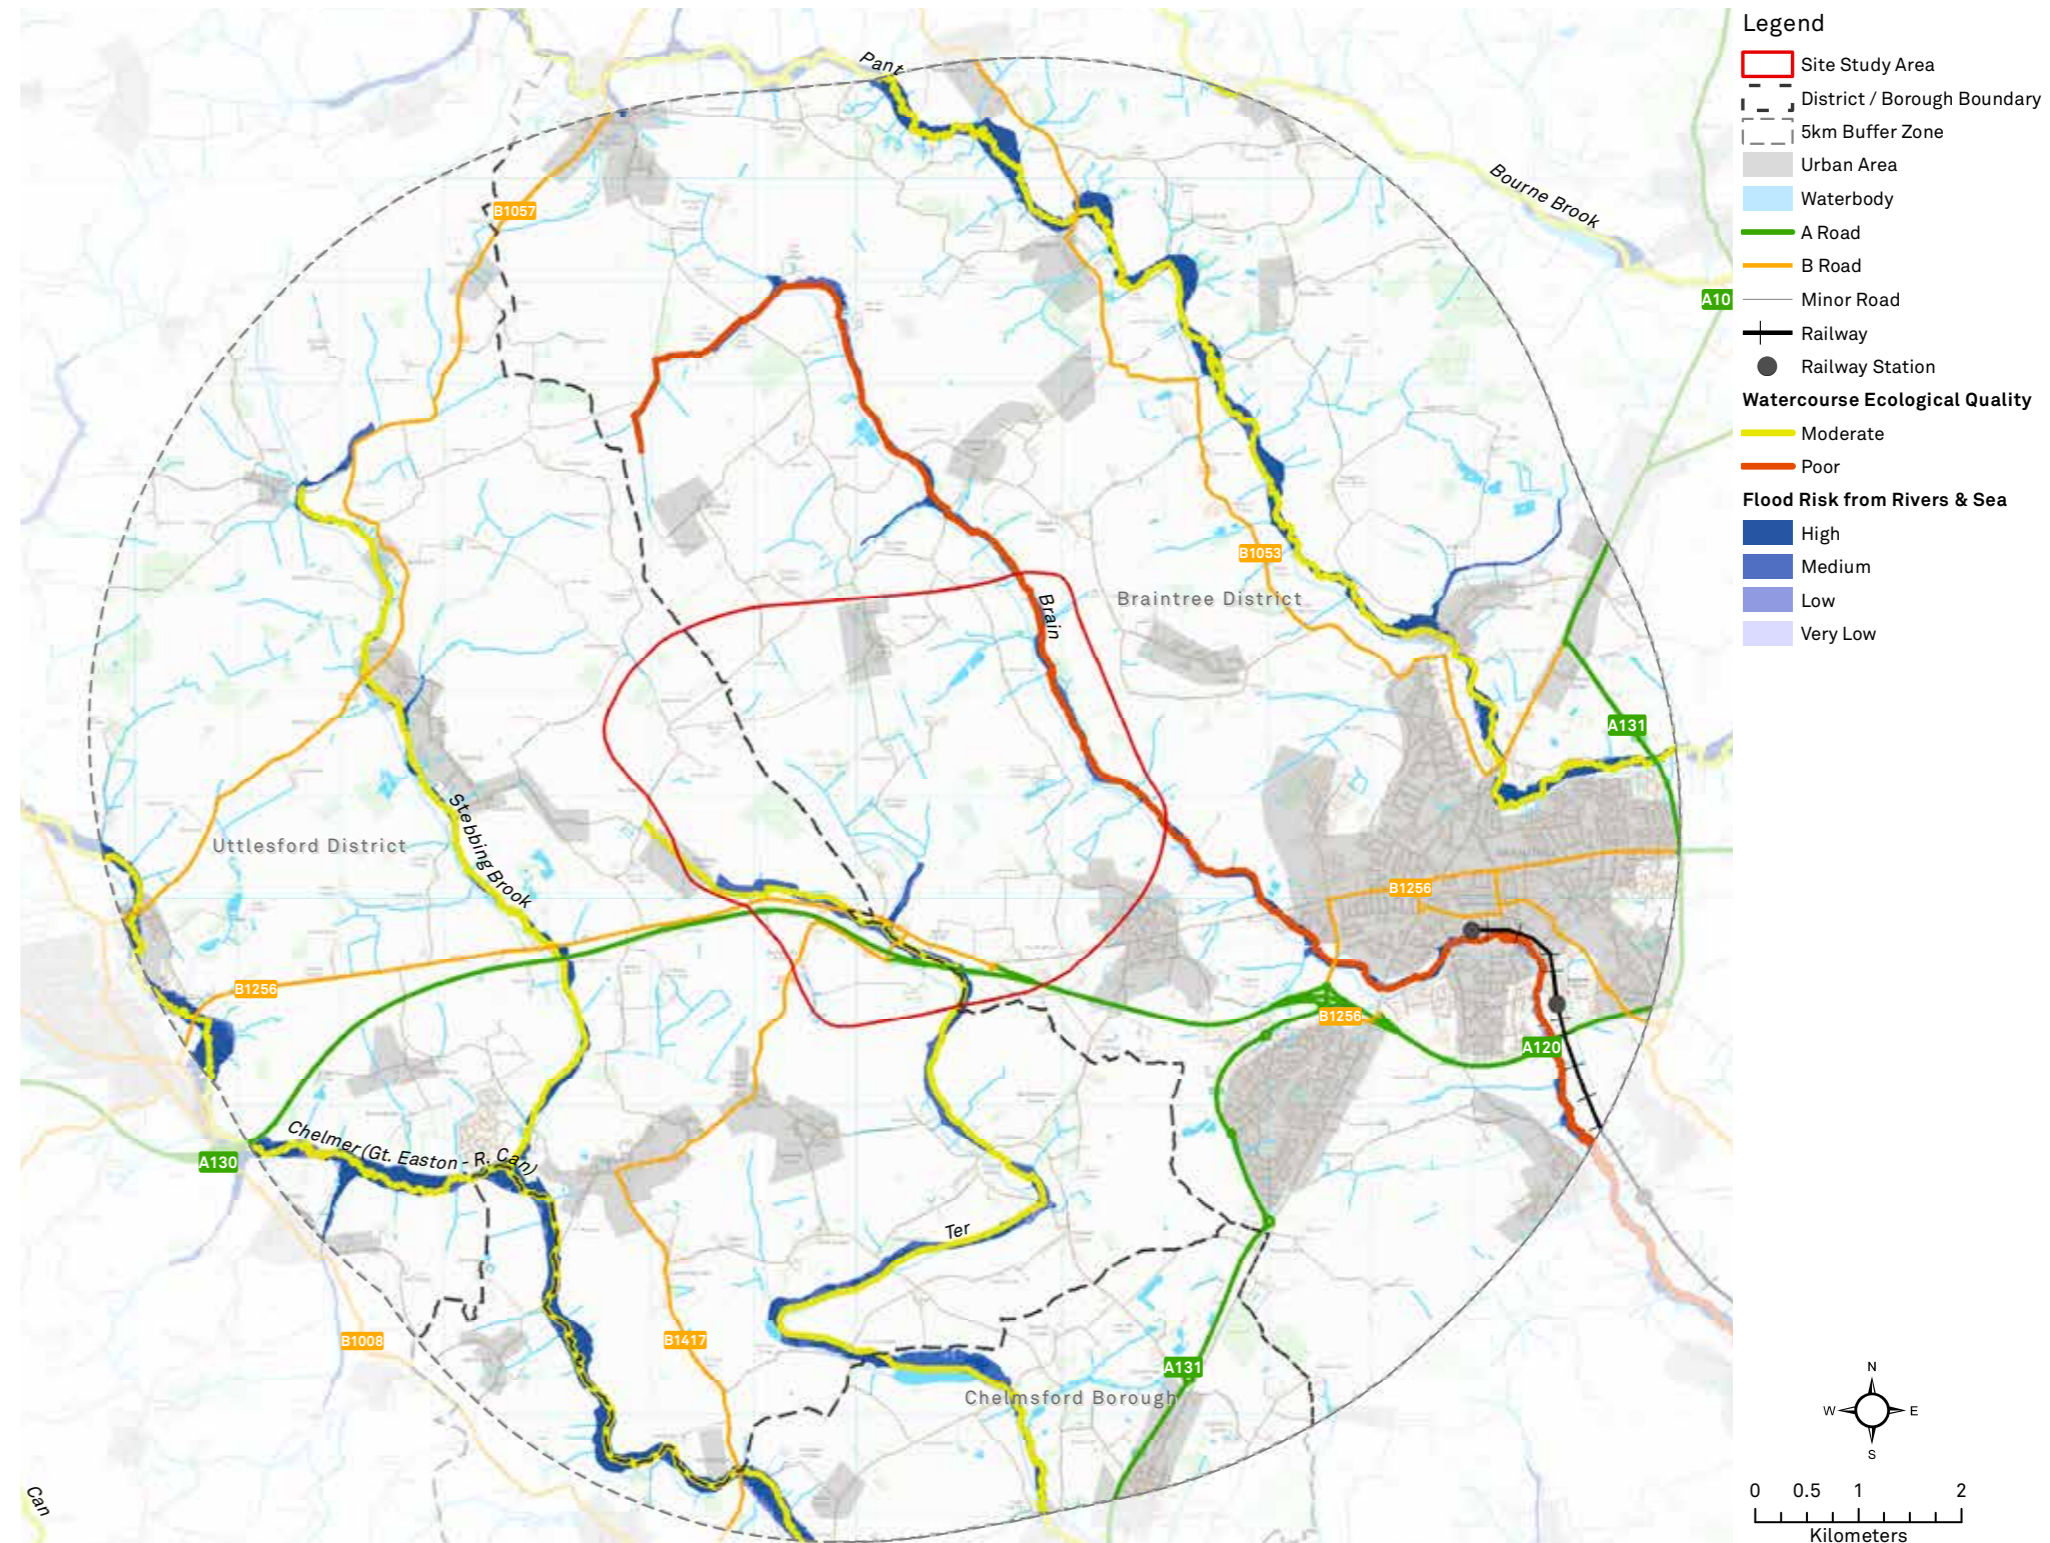 Pant
Bourne Brook
B1057
A10
B1053
Brain
Braintree District
A131
Stebbing Brook
Uttlesford District
B1256
B1256
B1256
A120
Chelmer (Gt. Easton - R. Can)
A130
Ter
B1008
B1417
A131
Chelmsford Borough
Can
Legend
Site Study Area
District / Borough Boundary
5km Buffer Zone
Urban Area
Waterbody
A Road
B Road
Minor Road
Railway
Railway Station
Watercourse Ecological Quality
Moderate
Poor
Flood Risk from Rivers & Sea
High
Medium
Low
Very Low
N
W E
S
0 0.5 1 2
Kilometers